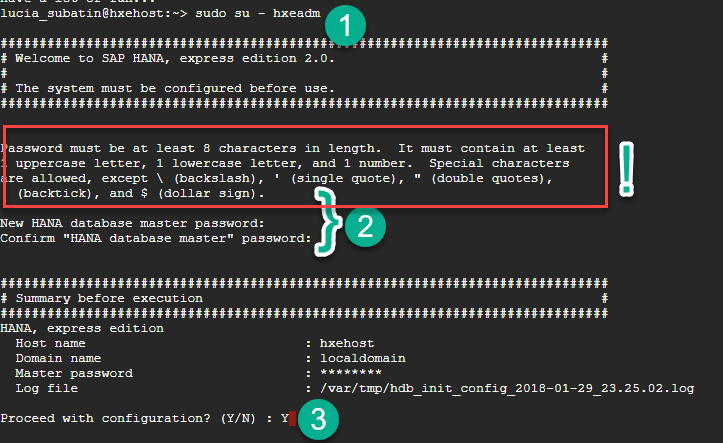 lucia_subatin@hxehost:~> sudo su - hxeadm
1
##################################################################################
# Welcome to SAP HANA, express edition 2.0. #
# #
# The system must be configured before use. #
##################################################################################
Password must be at least 8 characters in length. It must contain at least
1 uppercase letter, 1 lowercase letter, and 1 number. Special characters
are allowed, except \ (backslash), ' (single quote), " (double quotes),
(backtick), and $ (dollar sign).
!
New HANA database master password:
Confirm "HANA database master" password:
} 2
##################################################################################
# Summary before execution #
##################################################################################
HANA, express edition
Host name : hxehost
Domain name : localdomain
Master password : ********
Log file : /var/tmp/hdb_init_config_2018-01-29_23.25.02.log
Proceed with configuration? (Y/N) : Y
3